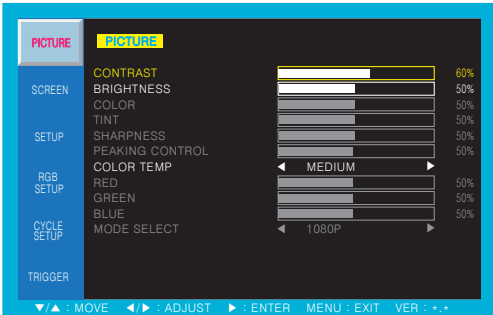 PICTURE
PICTURE
CONTRAST 60%
SCREEN
BRIGHTNESS 50%
COLOR 50%
TINT 50%
SETUP
SHARPNESS 50%
PEAKING CONTROL 50%
COLOR TEMP ◀ MEDIUM ▶
RGB
SETUP
RED 50%
GREEN 50%
BLUE 50%
CYCLE
SETUP
MODE SELECT ◀ 1080P ▶
TRIGGER
▼/▲ : MOVE ◀/▶ : ADJUST ▶ : ENTER MENU : EXIT VER : *.*